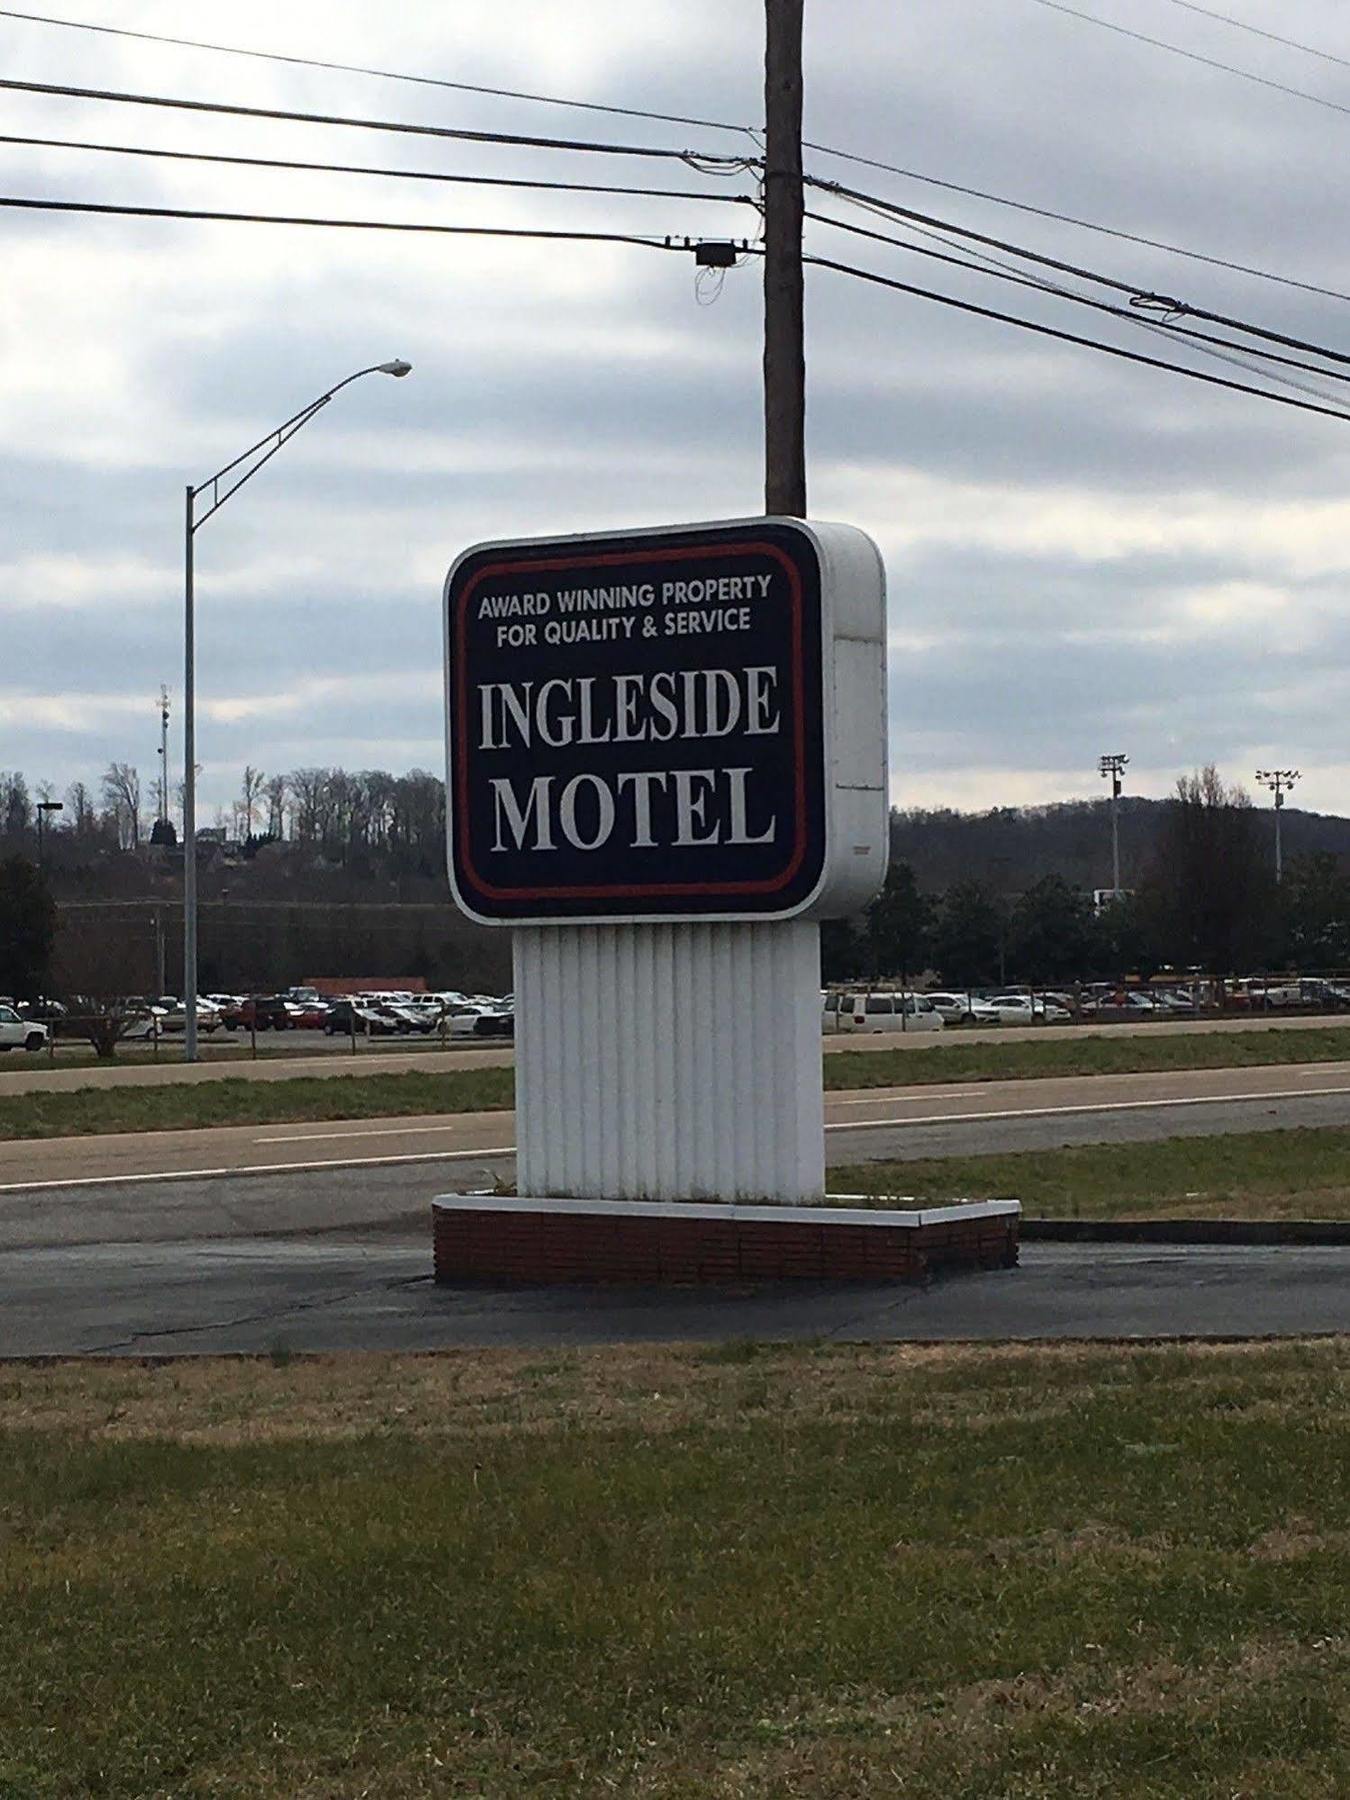 AWARD WINNING PROPERTY
FOR QUALITY & SERVICE
INGLESIDE
MOTEL